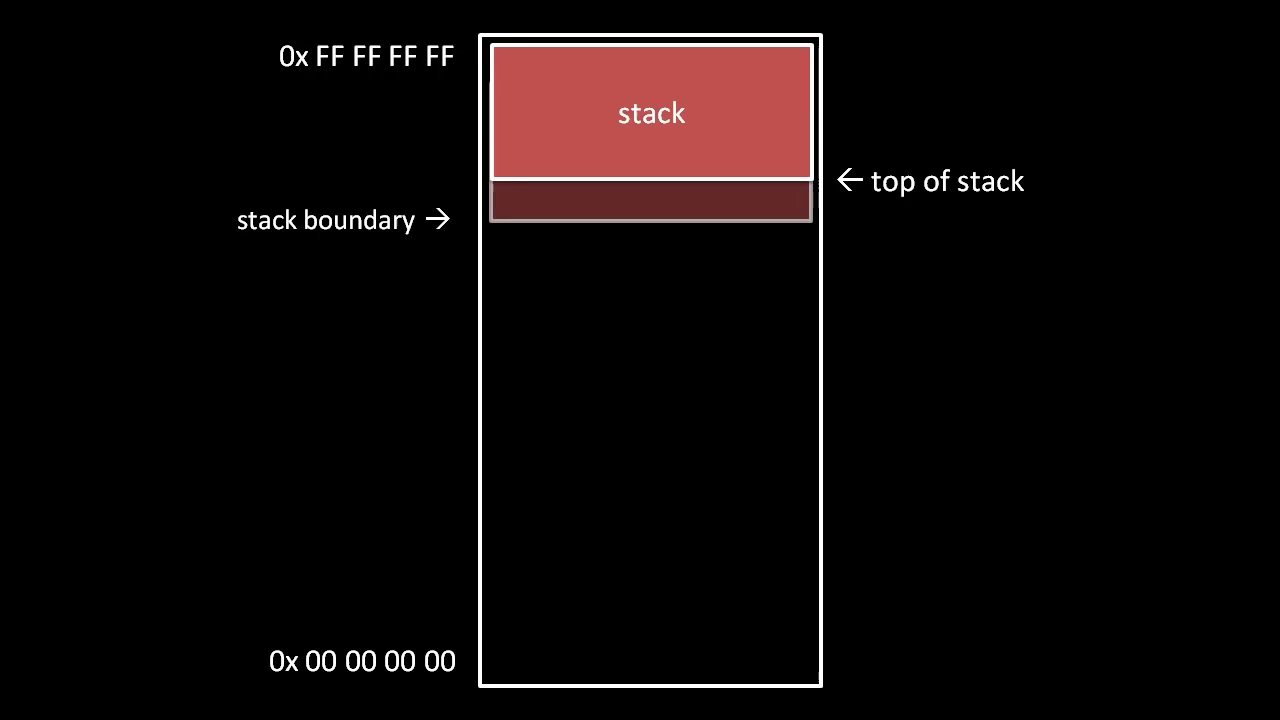 0x FF FF FF FF
stack
← top of stack
stack boundary →
0x 00 00 00 00